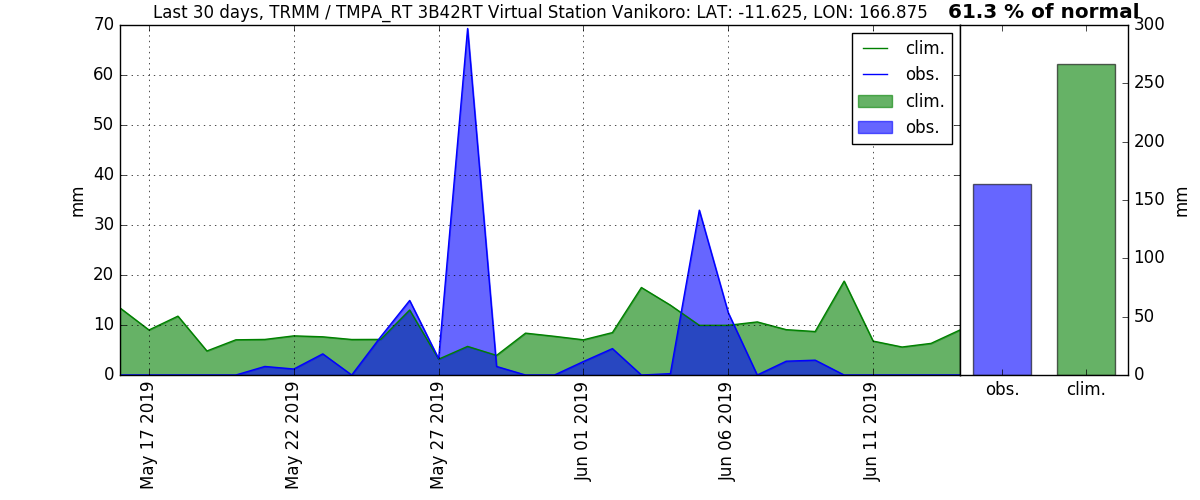 Last 30 days, TRMM / TMPA_RT 3B42RT Virtual Station Vanikoro: LAT: -11.625, LON: 166.875
61.3 % of normal
70
60
50
40
30
20
10
0
mm
clim.
obs.
clim.
obs.
May 17 2019
May 22 2019
May 27 2019
Jun 01 2019
Jun 06 2019
Jun 11 2019
300
250
200
150
100
50
0
mm
obs.
clim.